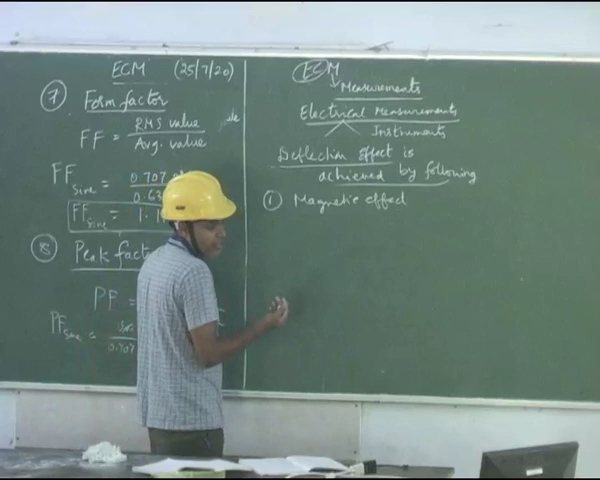 ECM (25/7/20)
7 Form factor
FF = RMS value
Avg. value
FF sine = 0.707
0.63
FF sine = 1.1
8 Peak fact
PF =
PF sine =
0.707
ECM
Measurements
Electrical Measurements
Instruments
Deflection effect is
achieved by following
1 Magnetic effect